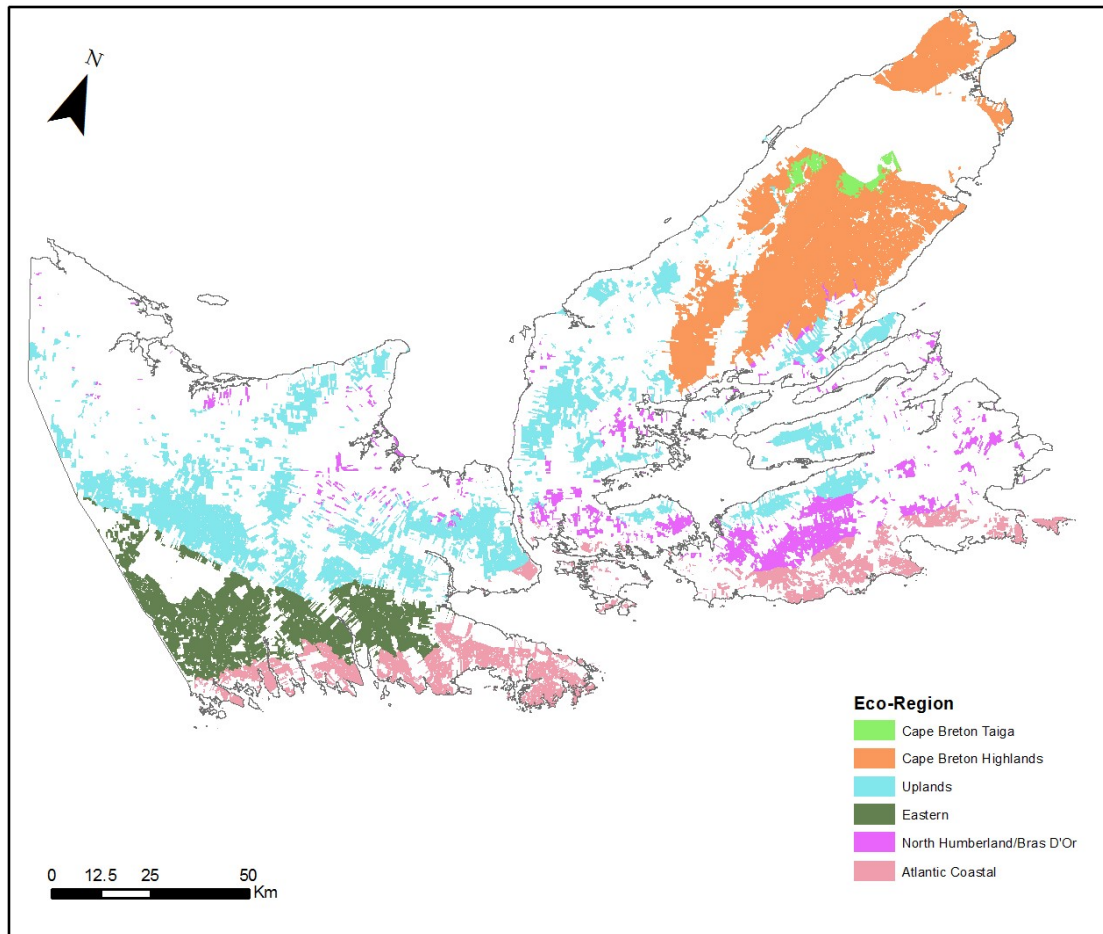 N
Eco-Region
Cape Breton Taiga
Cape Breton Highlands
Uplands
Eastern
North Humberland/Bras D'Or
Atlantic Coastal
0 12.5 25 50
Km